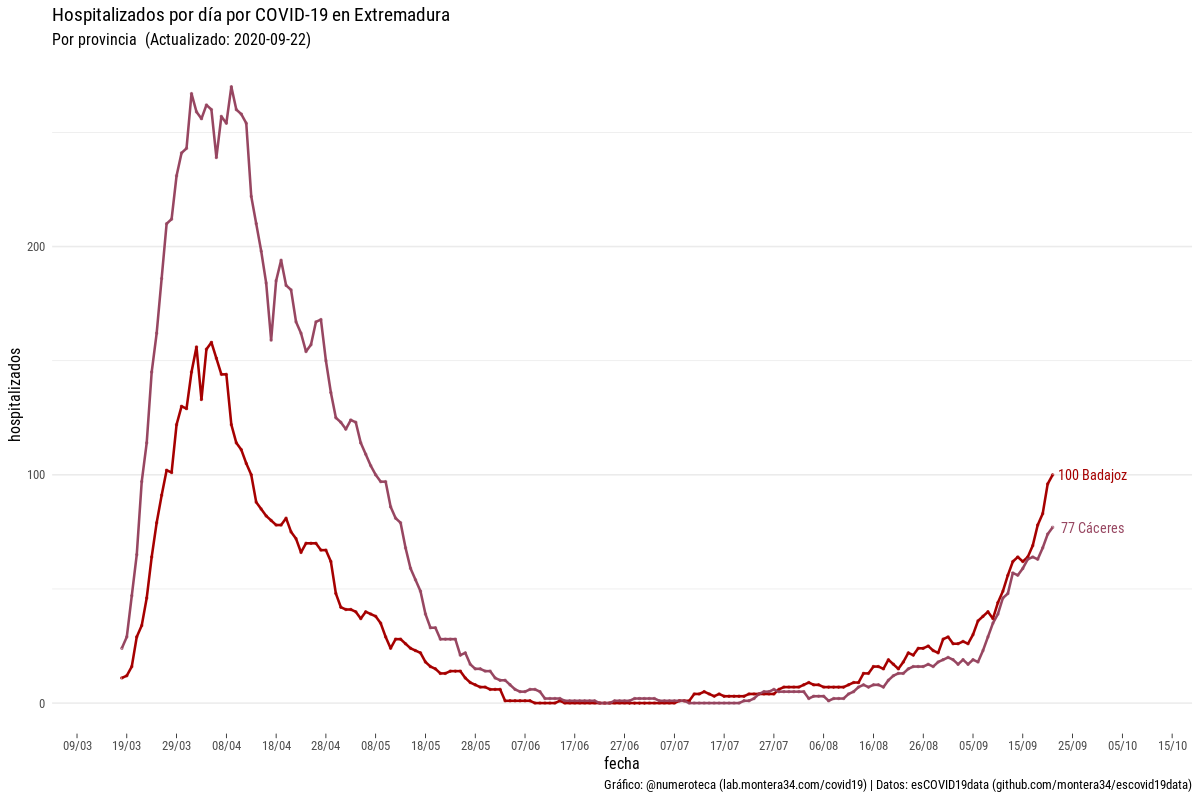 Hospitalizados por día por COVID-19 en Extremadura
Por provincia (Actualizado: 2020-09-22)
hospitalizados
200
100
0
100 Badajoz
77 Cáceres
09/03 19/03 29/03 08/04 18/04 28/04 08/05 18/05 28/05 07/06 17/06 27/06 07/07 17/07 27/07 06/08 16/08 26/08 05/09 15/09 25/09 05/10 15/10
fecha
Gráfico: @numeroteca (lab.montera34.com/covid19) | Datos: esCOVID19data (github.com/montera34/escovid19data)